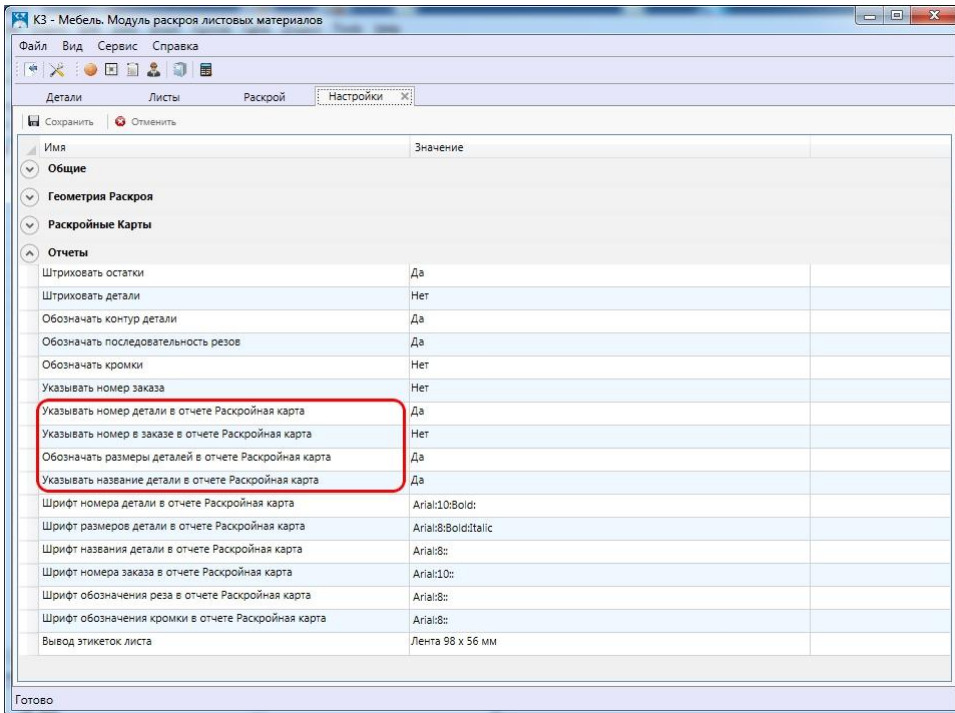 К3 - Мебель. Модуль раскроя листовых материалов
Файл Вид Сервис Справка
Детали Листы Раскрой Настройки
Сохранить Отменить
Имя Значение
Общие
Геометрия Раскроя
Раскройные Карты
Отчеты
Штриховать остатки Да
Штриховать детали Нет
Обозначать контур детали Да
Обозначать последовательность резов Да
Обозначать кромки Нет
Указывать номер заказа Нет
Указывать номер детали в отчете Раскройная карта Да
Указывать номер в заказе в отчете Раскройная карта Нет
Обозначать размеры деталей в отчете Раскройная карта Да
Указывать название детали в отчете Раскройная карта Да
Шрифт номера детали в отчете Раскройная карта Arial:10:Bold:
Шрифт размеров детали в отчете Раскройная карта Arial:8:Bold:Italic
Шрифт названия детали в отчете Раскройная карта Arial:8::
Шрифт номера заказа в отчете Раскройная карта Arial:10::
Шрифт обозначения реза в отчете Раскройная карта Arial:8::
Шрифт обозначения кромки в отчете Раскройная карта Arial:8::
Вывод этикеток листа Лента 98 x 56 мм
Готово